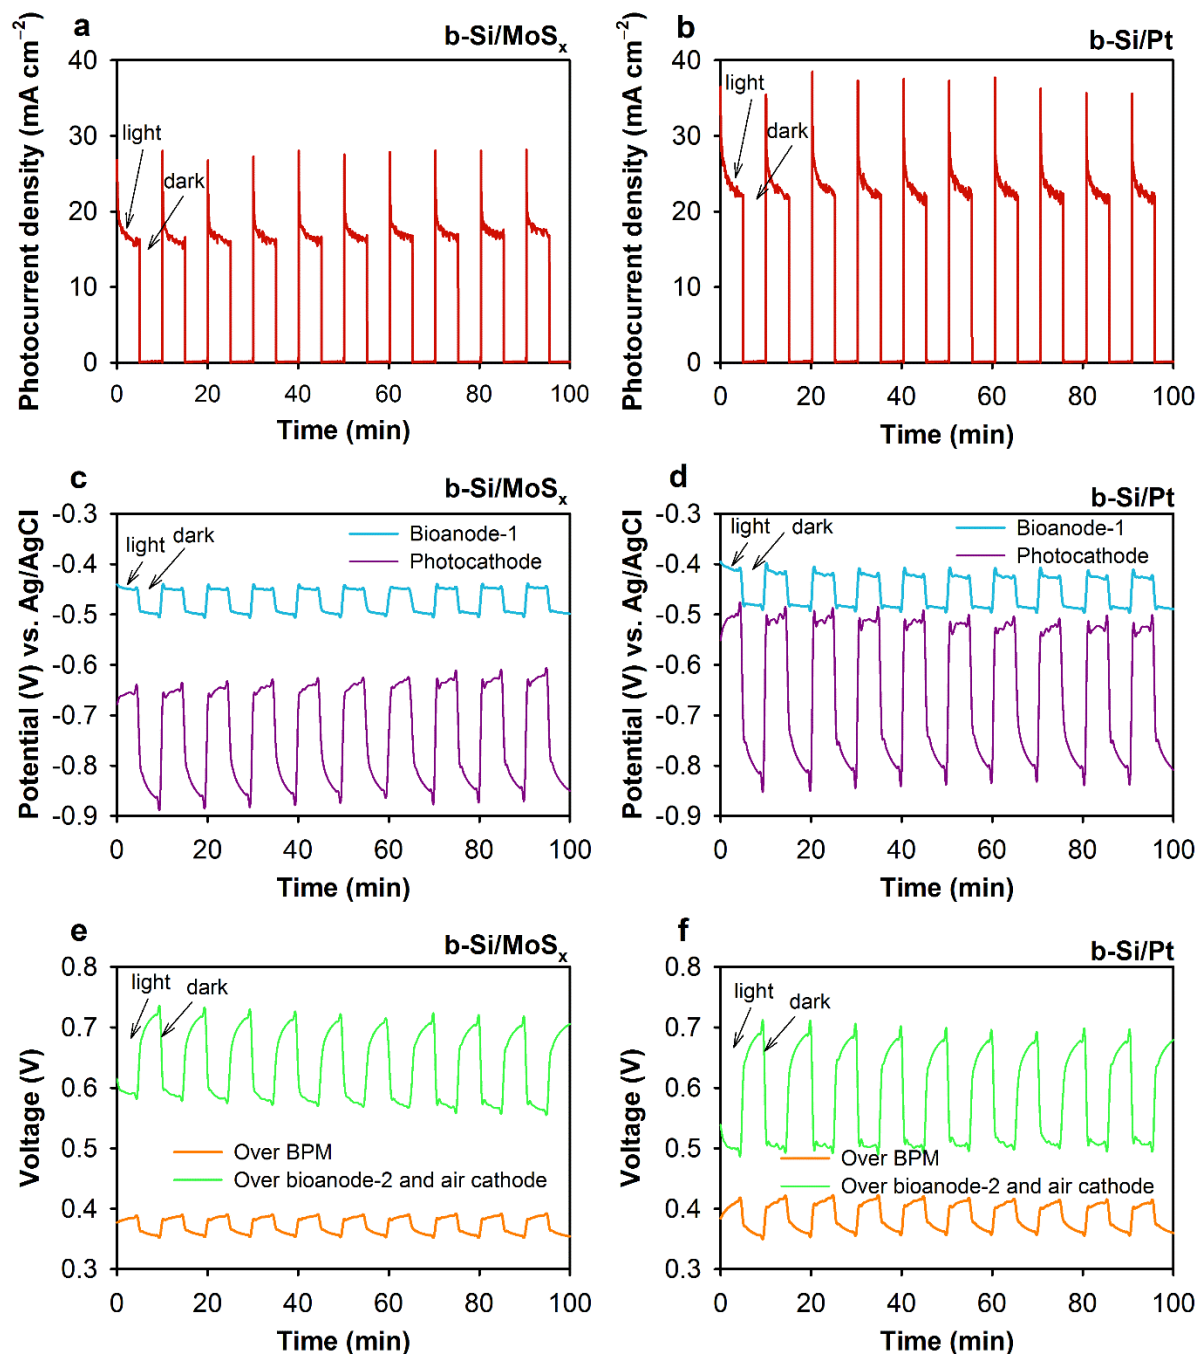 a
b-Si/MoSₓ
Photocurrent density (mA cm⁻²)
40
30
20
10
0
light
dark
0 20 40 60 80 100
Time (min)
b
b-Si/Pt
Photocurrent density (mA cm⁻²)
40
30
20
10
0
light
dark
0 20 40 60 80 100
Time (min)
c
b-Si/MoSₓ
Potential (V) vs. Ag/AgCl
-0.3
-0.4
-0.5
-0.6
-0.7
-0.8
-0.9
light
dark
Bioanode-1
Photocathode
0 20 40 60 80 100
Time (min)
d
b-Si/Pt
Potential (V) vs. Ag/AgCl
-0.3
-0.4
-0.5
-0.6
-0.7
-0.8
-0.9
light
dark
Bioanode-1
Photocathode
0 20 40 60 80 100
Time (min)
e
b-Si/MoSₓ
Voltage (V)
0.8
0.7
0.6
0.5
0.4
0.3
light
dark
Over BPM
Over bioanode-2 and air cathode
0 20 40 60 80 100
Time (min)
f
b-Si/Pt
Voltage (V)
0.8
0.7
0.6
0.5
0.4
0.3
light
dark
Over BPM
Over bioanode-2 and air cathode
0 20 40 60 80 100
Time (min)